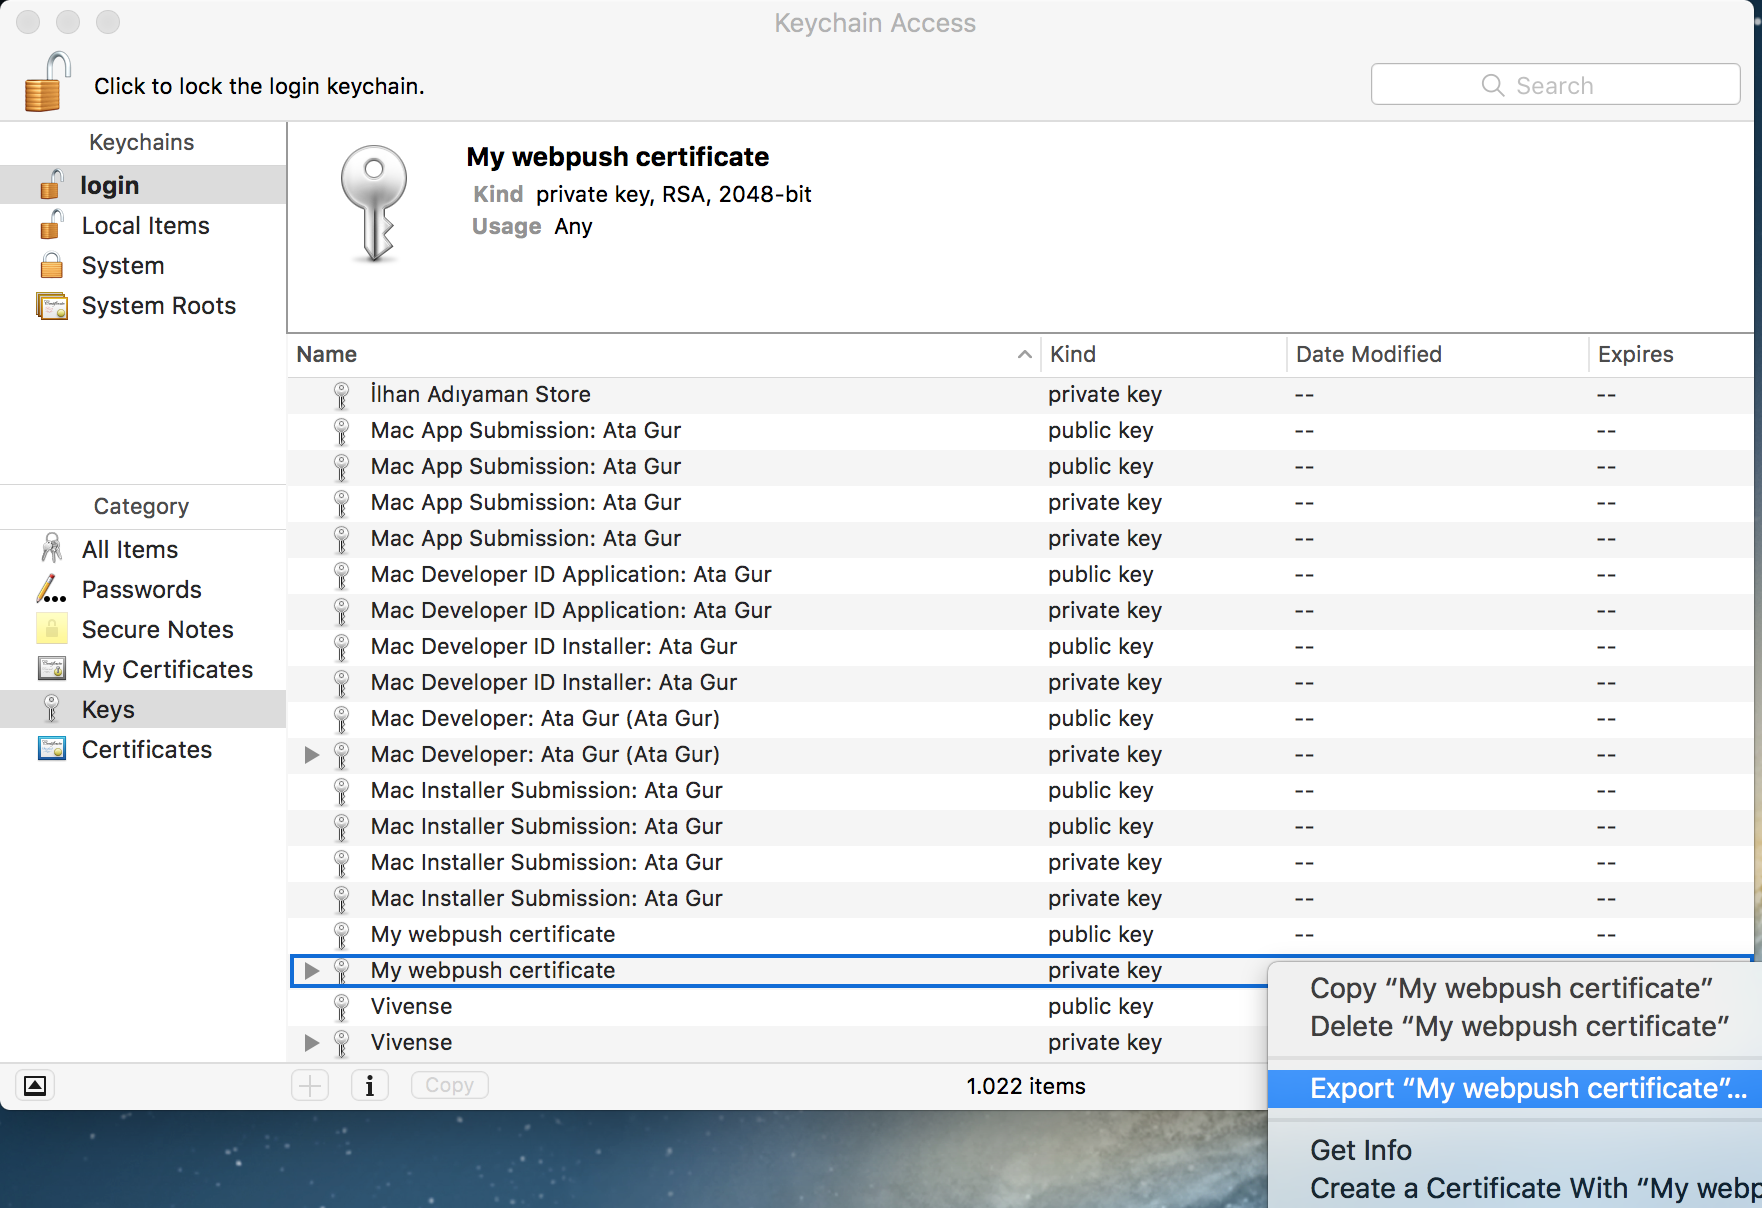 Keychain Access
Click to lock the login keychain.
Search
Keychains
login
Local Items
System
System Roots
Category
All Items
Passwords
Secure Notes
My Certificates
Keys
Certificates
My webpush certificate
Kind private key, RSA, 2048-bit
Usage Any
Name Kind Date Modified Expires
İlhan Adıyaman Store private key -- --
Mac App Submission: Ata Gur public key -- --
Mac App Submission: Ata Gur public key -- --
Mac App Submission: Ata Gur private key -- --
Mac App Submission: Ata Gur private key -- --
Mac Developer ID Application: Ata Gur public key -- --
Mac Developer ID Application: Ata Gur private key -- --
Mac Developer ID Installer: Ata Gur public key -- --
Mac Developer ID Installer: Ata Gur private key -- --
Mac Developer: Ata Gur (Ata Gur) public key -- --
Mac Developer: Ata Gur (Ata Gur) private key -- --
Mac Installer Submission: Ata Gur public key -- --
Mac Installer Submission: Ata Gur public key -- --
Mac Installer Submission: Ata Gur private key -- --
Mac Installer Submission: Ata Gur private key -- --
My webpush certificate public key -- --
My webpush certificate private key
Vivense public key
Vivense private key
Copy
1.022 items
Copy “My webpush certificate”
Delete “My webpush certificate”
Export “My webpush certificate”...
Get Info
Create a Certificate With “My webp